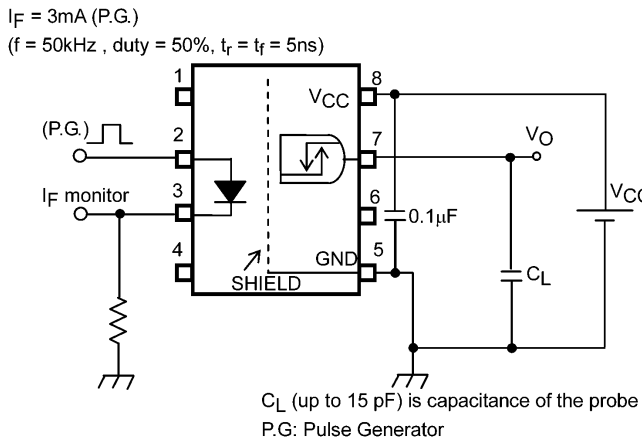 IF = 3mA (P.G.)
(f = 50kHz , duty = 50%, tr = tf = 5ns)
1
8
VCC
(P.G.)
2
7
VO
IF monitor
3
6
0.1μF
VCC
4
GND
5
SHIELD
CL
CL (up to 15 pF) is capacitance of the probe
P.G: Pulse Generator